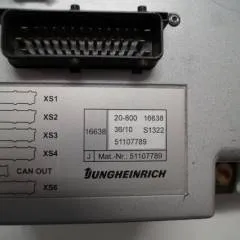 XS1
XS2
XS3
XS4
CAN OUT
XS6
16638
20-800 16638
36/10 S1322
51107789
J Mat.-Nr.: 51107789
JUNGHEINRICH